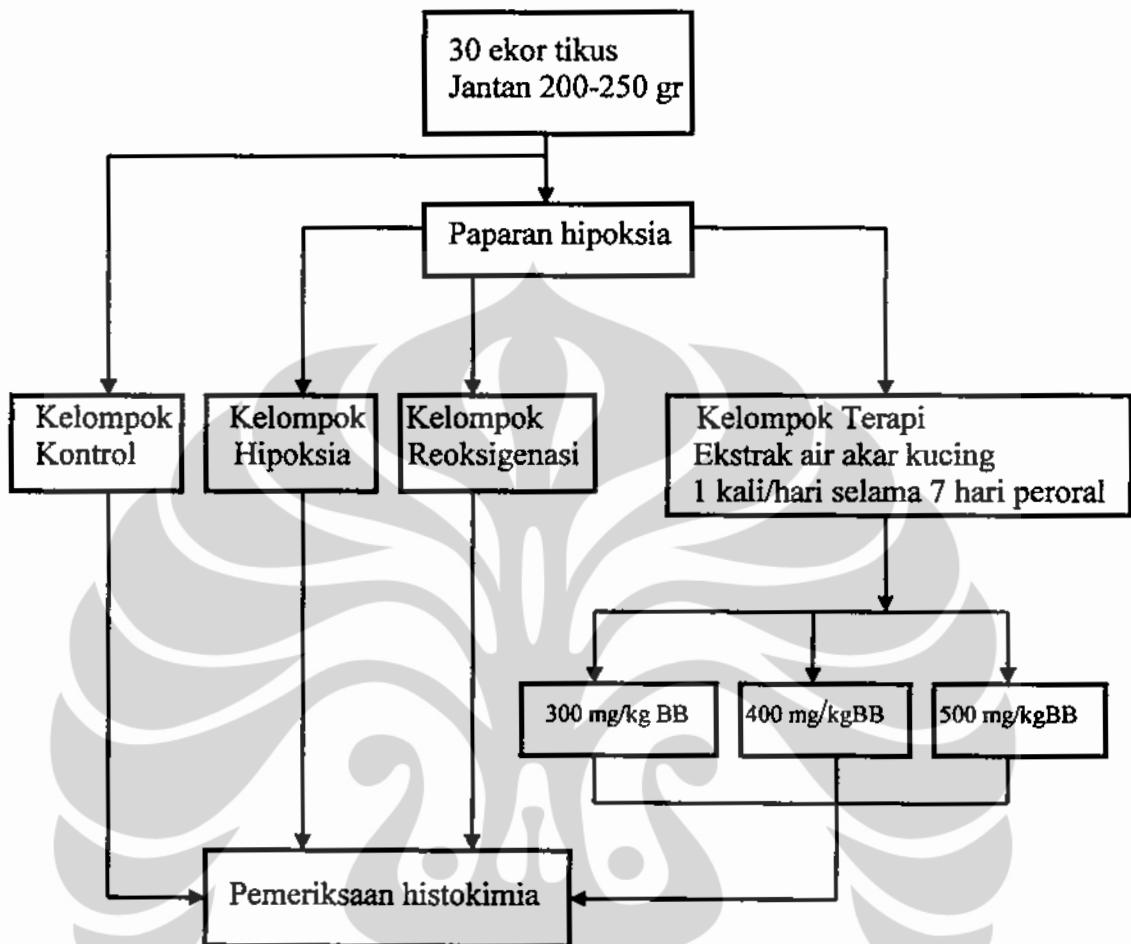 30 ekor tikus
Jantan 200-250 gr
Paparan hipoksia
Kelompok
Kontrol
Kelompok
Hipoksia
Kelompok
Reoksigenasi
Kelompok Terapi
Ekstrak air akar kucing
1 kali/hari selama 7 hari peroral
300 mg/kg BB
400 mg/kgBB
500 mg/kgBB
Pemeriksaan histokimia